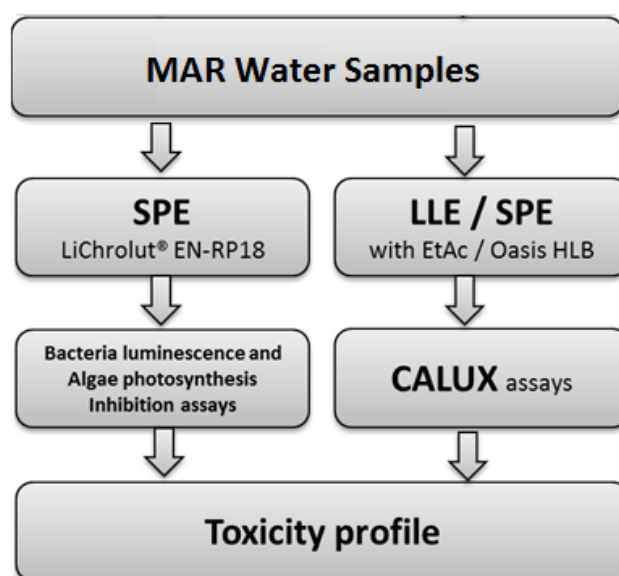 MAR Water Samples
SPE
LiChrolut® EN-RP18
LLE / SPE
with EtAc / Oasis HLB
Bacteria luminescence and
Algae photosynthesis
Inhibition assays
CALUX assays
Toxicity profile